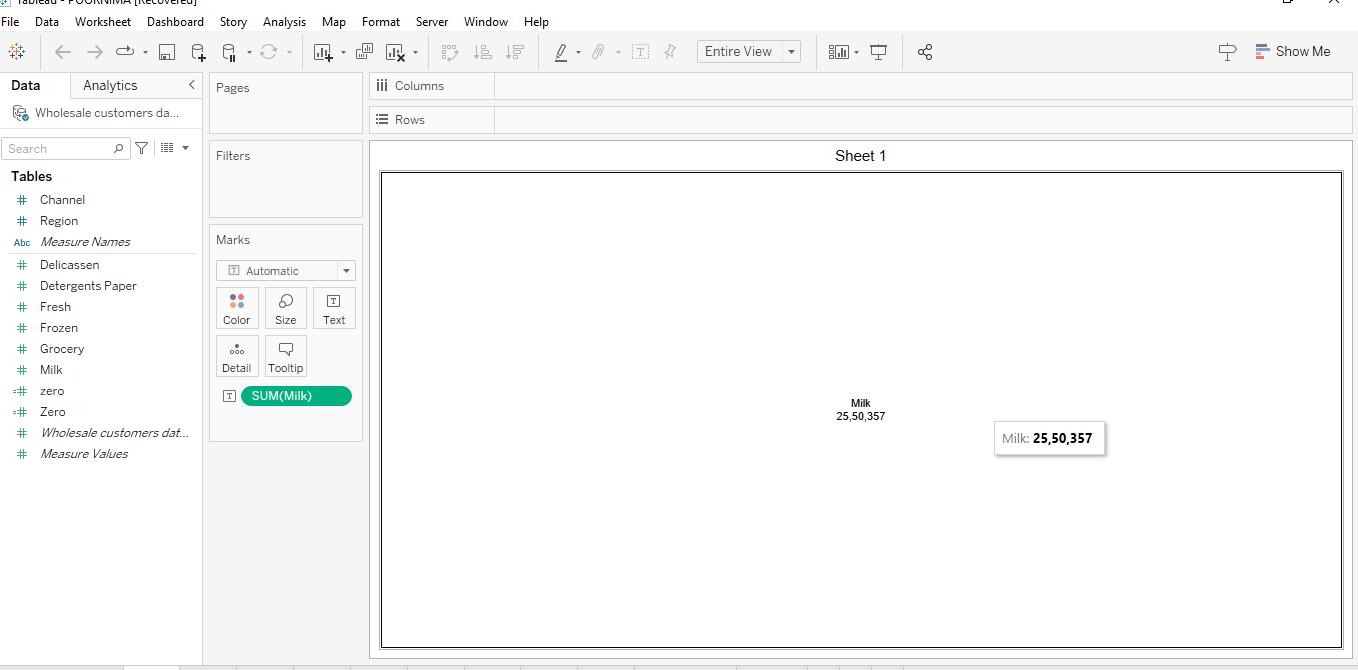 Tableau - POORNIMA [Recovered]
File Data Worksheet Dashboard Story Analysis Map Format Server Window Help
Entire View
Show Me
Data Analytics
Wholesale customers da...
Search
Tables
Channel
Region
Abc Measure Names
Delicassen
Detergents Paper
Fresh
Frozen
Grocery
Milk
zero
Zero
Wholesale customers dat...
Measure Values
Pages
Filters
Marks
T Automatic
Color Size Text
Detail Tooltip
T SUM(Milk)
Columns
Rows
Sheet 1
Milk
25,50,357
Milk: 25,50,357